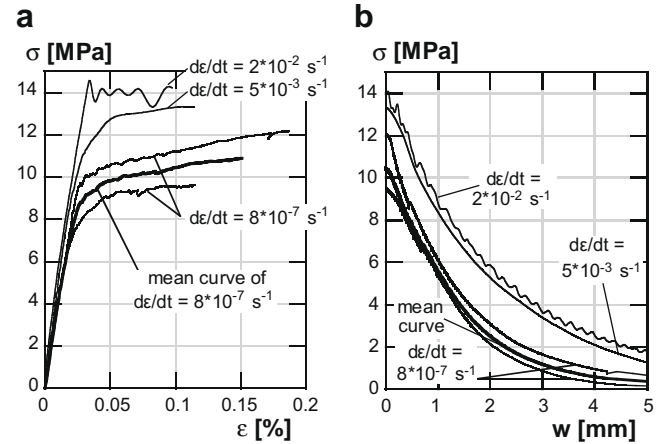 a
σ [MPa]
14
12
10
8
6
4
2
0
0
0.05
0.1
0.15
0.2
ε [%]
dε/dt = 2*10⁻² s⁻¹
dε/dt = 5*10⁻³ s⁻¹
dε/dt = 8*10⁻⁷ s⁻¹
mean curve of
dε/dt = 8*10⁻⁷ s⁻¹
b
σ [MPa]
14
12
10
8
6
4
2
0
0
1
2
3
4
5
w [mm]
dε/dt =
2*10⁻² s⁻¹
dε/dt =
5*10⁻³ s⁻¹
mean
curve
dε/dt =
8*10⁻⁷ s⁻¹